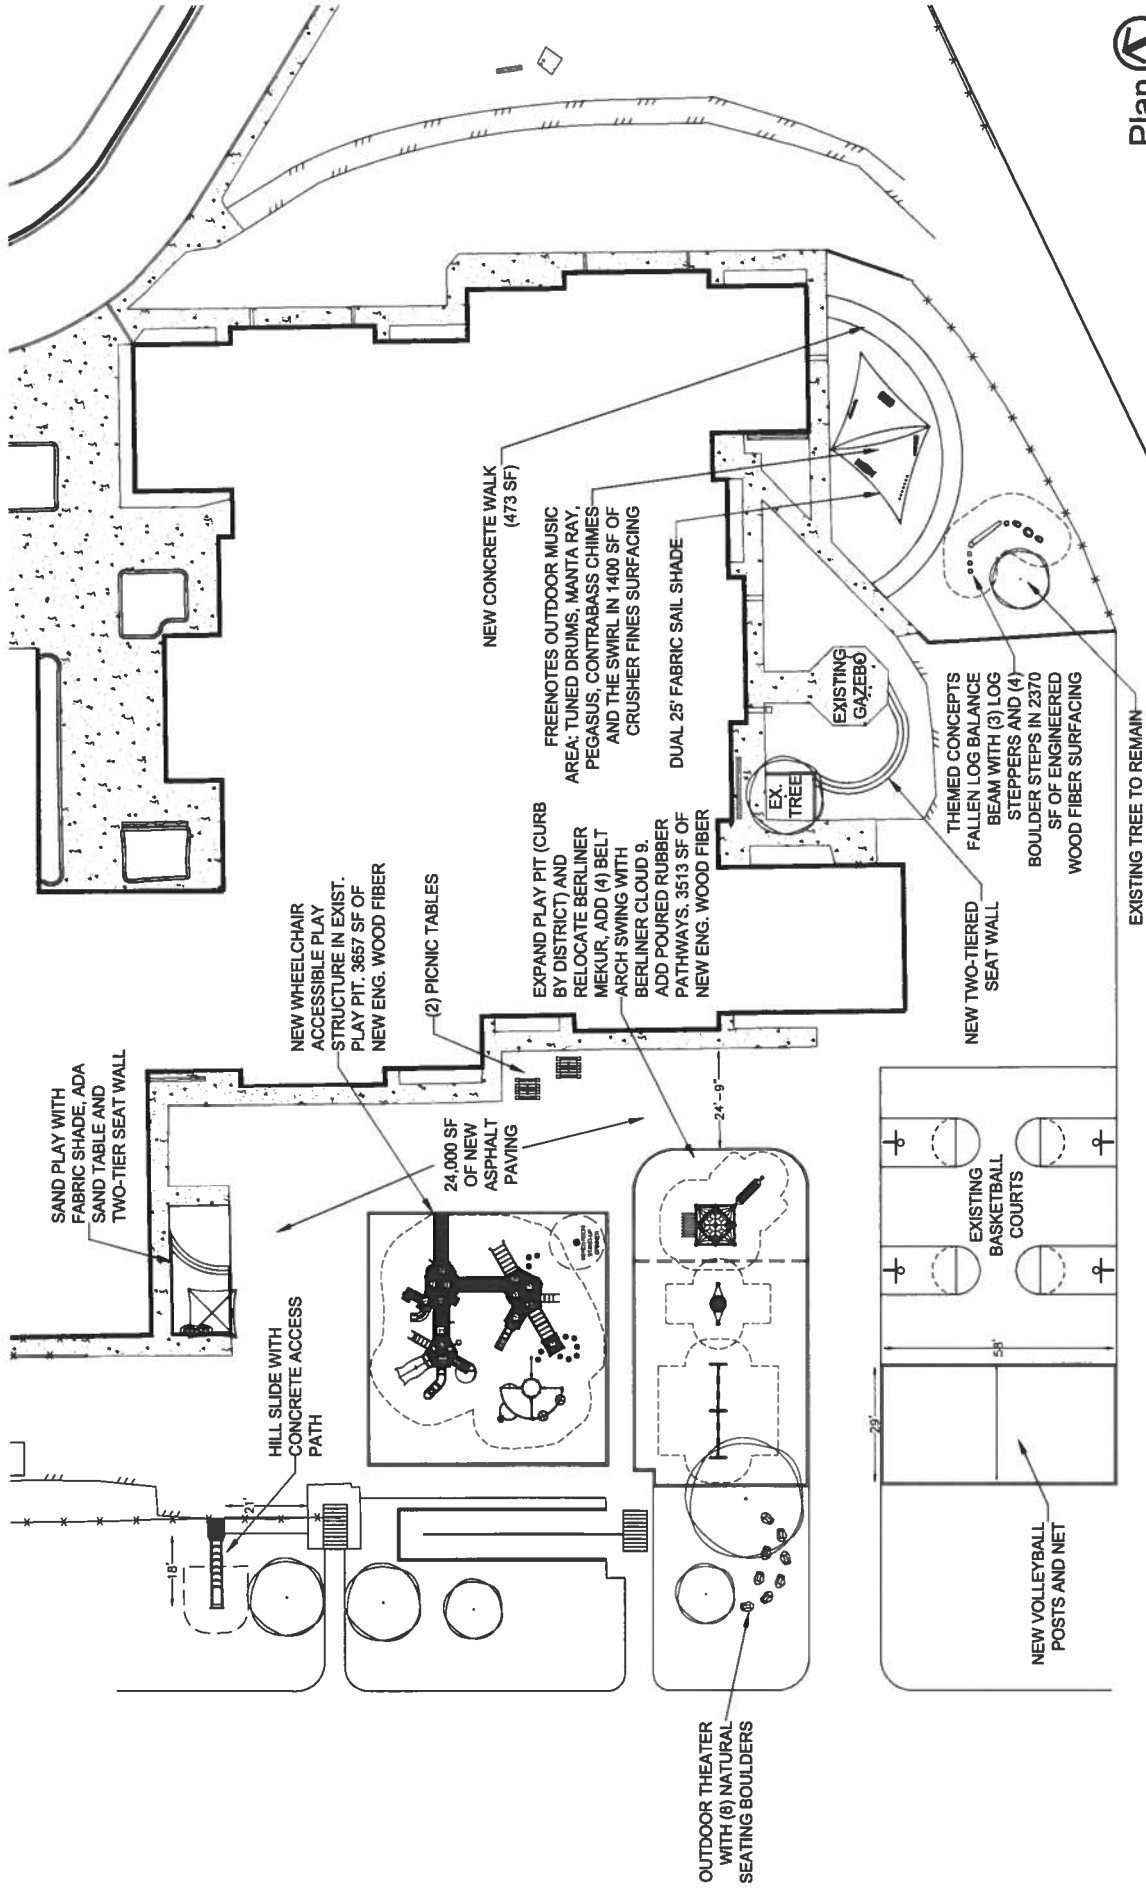 SAND PLAY WITH
FABRIC SHADE, ADA
SAND TABLE AND
TWO-TIER SEAT WALL
HILL SLIDE WITH
CONCRETE ACCESS
PATH
21'
18'
NEW WHEELCHAIR
ACCESSIBLE PLAY
STRUCTURE IN EXIST.
PLAY PIT. 3657 SF OF
NEW ENG. WOOD FIBER
(2) PICNIC TABLES
24,000 SF
OF NEW
ASPHALT
PAVING
NEW CONCRETE WALK
(473 SF)
FREENOTES OUTDOOR MUSIC
AREA: TUNED DRUMS, MANTA RAY,
PEGASUS, CONTRABASS CHIMES
AND THE SWIRL IN 1400 SF OF
CRUSHER FINES SURFACING
DUAL 25' FABRIC SAIL SHADE
EXPAND PLAY PIT (CURB
BY DISTRICT) AND
RELOCATE BERLINER
MEKUR, ADD (4) BELT
ARCH SWING WITH
BERLINER CLOUD 9.
ADD POURED RUBBER
PATHWAYS. 3513 SF OF
NEW ENG. WOOD FIBER
24'-9"
EX.
TREE
EXISTING
GAZEBO
OUTDOOR THEATER
WITH (8) NATURAL
SEATING BOULDERS
NEW TWO-TIERED
SEAT WALL
THEMED CONCEPTS
FALLEN LOG BALANCE
BEAM WITH (3) LOG
STEPPERS AND (4)
BOULDER STEPS IN 2370
SF OF ENGINEERED
WOOD FIBER SURFACING
EXISTING
BASKETBALL
COURTS
58'
29'
NEW VOLLEYBALL
POSTS AND NET
EXISTING TREE TO REMAIN
Plan